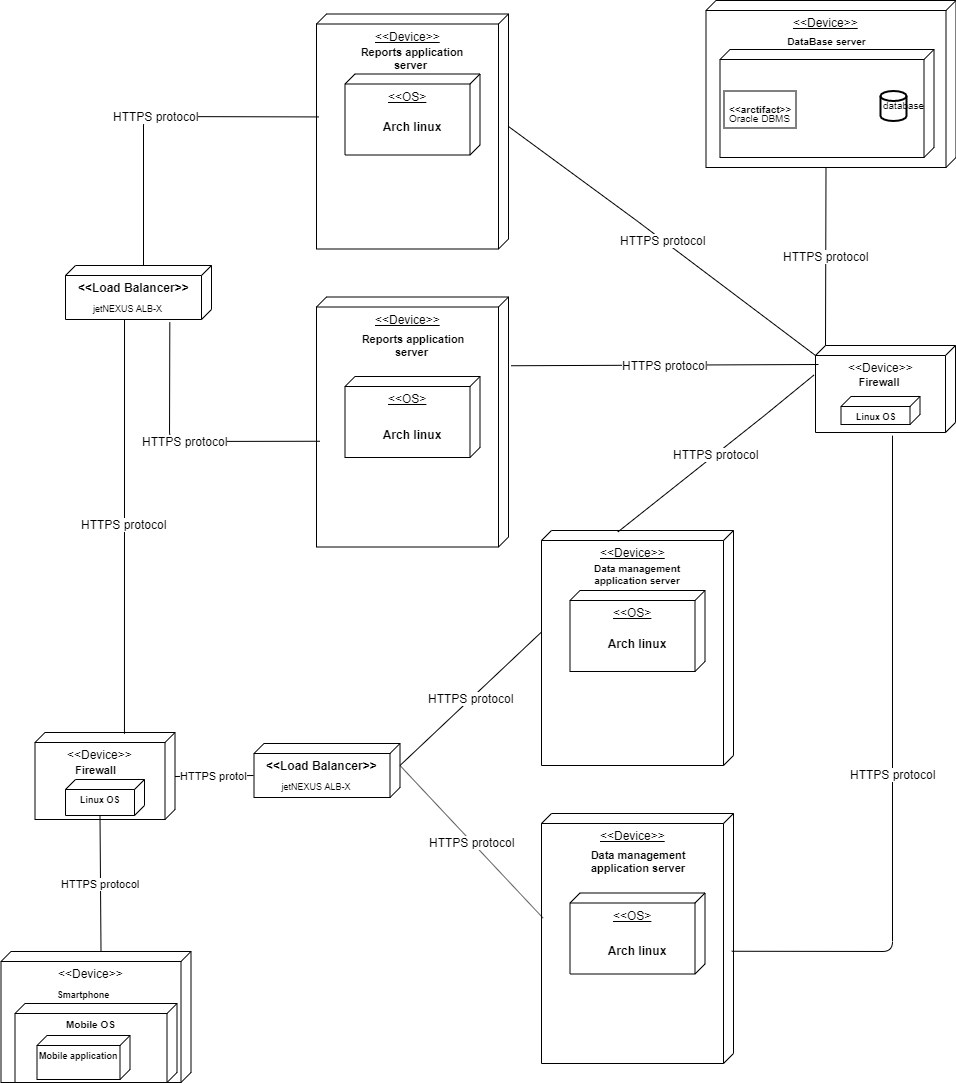 <<Device>>
Reports application
server
<<OS>
Arch linux
<<Device>>
DataBase server
<<arctifact>>
Oracle DBMS
database
HTTPS protocol
HTTPS protocol
HTTPS protocol
<<Load Balancer>>
jetNEXUS ALB-X
<<Device>>
Reports application
server
<<OS>
Arch linux
HTTPS protocol
<<Device>>
Firewall
Linux OS
HTTPS protocol
HTTPS protocol
HTTPS protocol
<<Device>>
Data management
application server
<<OS>
Arch linux
HTTPS protocol
<<Device>>
Firewall
Linux OS
HTTPS protol
<<Load Balancer>>
jetNEXUS ALB-X
HTTPS protocol
HTTPS protocol
<<Device>>
Data management
application server
<<OS>
Arch linux
HTTPS protocol
<<Device>>
Smartphone
Mobile OS
Mobile application